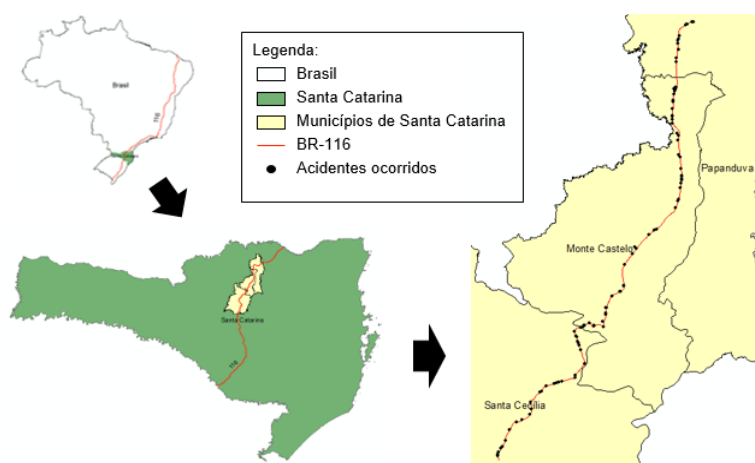 Brasil
116
Legenda:
Brasil
Santa Catarina
Municípios de Santa Catarina
BR-116
Acidentes ocorridos
Santa Catarina
116
Papanduva
Monte Castelo
Santa Cecília